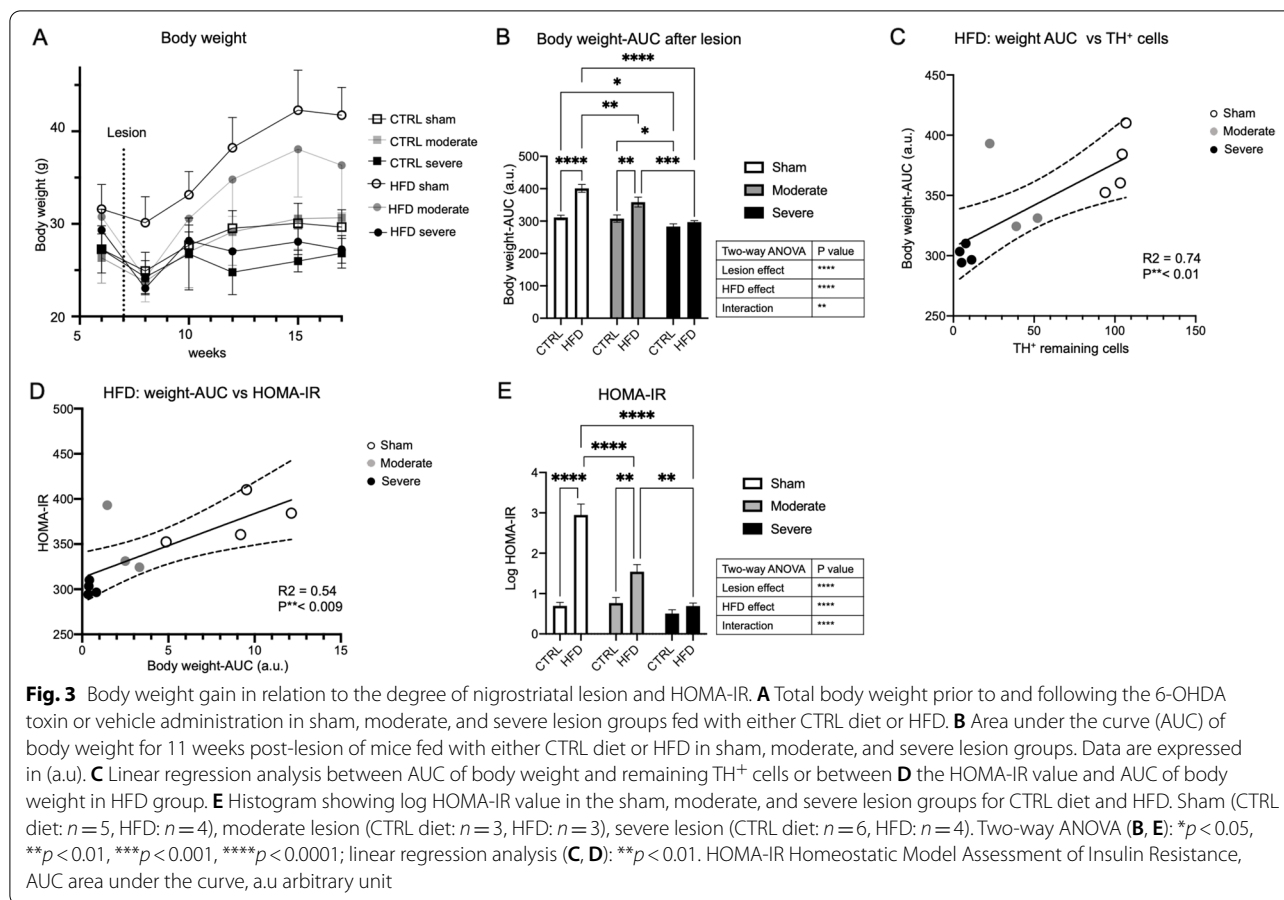 A
Body weight
40
30
20
Body weight (g)
Lesion
5
10
15
weeks
CTRL sham
CTRL moderate
CTRL severe
HFD sham
HFD moderate
HFD severe
B
Body weight-AUC after lesion
****
*
**
*
****
**
***
500
400
300
200
100
0
Body weight-AUC (a.u.)
CTRL
HFD
CTRL
HFD
CTRL
HFD
Sham
Moderate
Severe
Two-way ANOVA P value
Lesion effect ****
HFD effect ****
Interaction **
C
HFD: weight AUC vs TH+ cells
450
400
350
300
250
Body weight-AUC (a.u.)
0
50
100
150
TH+ remaining cells
Sham
Moderate
Severe
R2 = 0.74
P**< 0.01
D
HFD: weight-AUC vs HOMA-IR
500
450
400
350
300
250
HOMA-IR
0
5
10
15
Body weight-AUC (a.u.)
Sham
Moderate
Severe
R2 = 0.54
P**< 0.009
E
HOMA-IR
****
****
****
**
**
4
3
2
1
0
Log HOMA-IR
CTRL
HFD
CTRL
HFD
CTRL
HFD
Sham
Moderate
Severe
Two-way ANOVA P value
Lesion effect ****
HFD effect ****
Interaction ****
Fig. 3 Body weight gain in relation to the degree of nigrostriatal lesion and HOMA-IR. A Total body weight prior to and following the 6-OHDA
toxin or vehicle administration in sham, moderate, and severe lesion groups fed with either CTRL diet or HFD. B Area under the curve (AUC) of
body weight for 11 weeks post-lesion of mice fed with either CTRL diet or HFD in sham, moderate, and severe lesion groups. Data are expressed
in (a.u). C Linear regression analysis between AUC of body weight and remaining TH+ cells or between D the HOMA-IR value and AUC of body
weight in HFD group. E Histogram showing log HOMA-IR value in the sham, moderate, and severe lesion groups for CTRL diet and HFD. Sham (CTRL
diet: n = 5, HFD: n = 4), moderate lesion (CTRL diet: n = 3, HFD: n = 3), severe lesion (CTRL diet: n = 6, HFD: n = 4). Two-way ANOVA (B, E): *p < 0.05,
**p < 0.01, ***p < 0.001, ****p < 0.0001; linear regression analysis (C, D): **p < 0.01. HOMA-IR Homeostatic Model Assessment of Insulin Resistance,
AUC area under the curve, a.u arbitrary unit